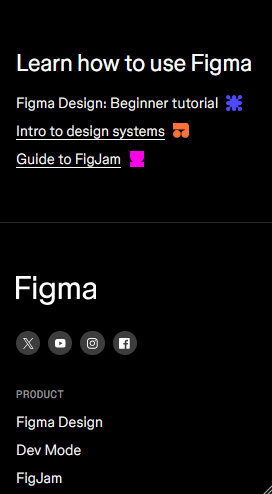 Learn how to use Figma
Figma Design: Beginner tutorial
Intro to design systems
Guide to FigJam
Figma
PRODUCT
Figma Design
Dev Mode
FigJam